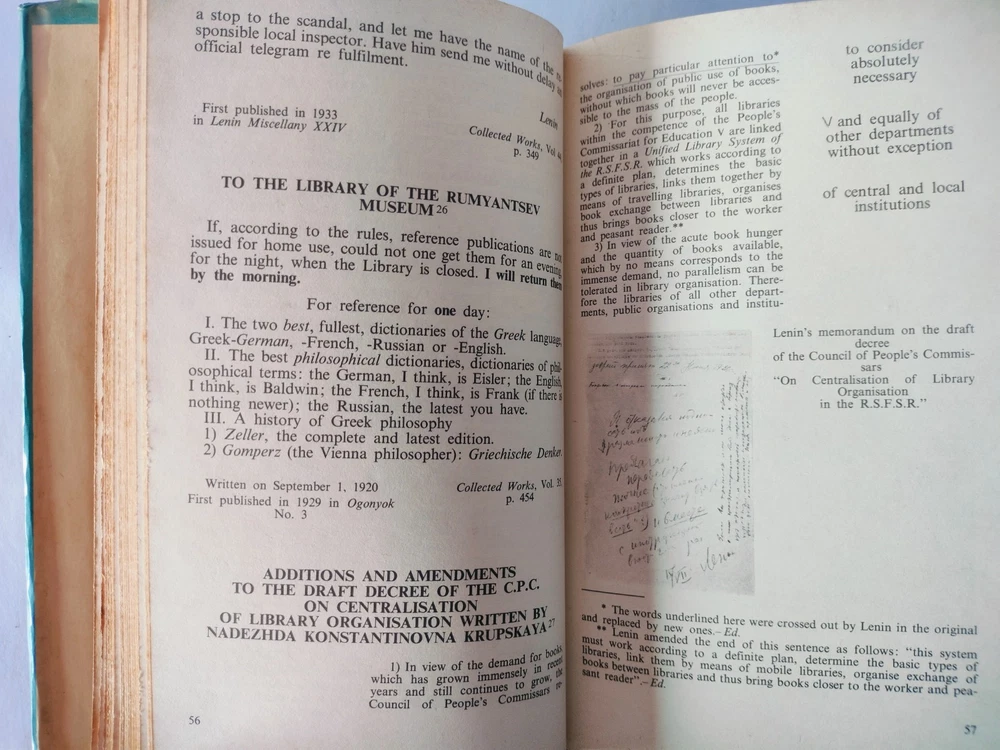 a stop to the scandal, and let me have the name of the re-
sponsible local inspector. Have him send me without delay an
official telegram re fulfilment.
Lenin
First published in 1933
in Lenin Miscellany XXIV
Collected Works, Vol.
p. 349
TO THE LIBRARY OF THE RUMYANTSEV
MUSEUM 26
If, according to the rules, reference publications are not
issued for home use, could not one get them for an evening,
for the night, when the Library is closed. I will return them
by the morning.
For reference for one day:
I. The two best, fullest, dictionaries of the Greek language,
Greek-German, -French, -Russian or -English.
II. The best philosophical dictionaries, dictionaries of phil-
osophical terms: the German, I think, is Eisler; the English,
I think, is Baldwin; the French, I think, is Frank (if there is
nothing newer); the Russian, the latest you have.
III. A history of Greek philosophy
1) Zeller, the complete and latest edition.
2) Gomperz (the Vienna philosopher): Griechische Denker.
Written on September 1, 1920
First published in 1929 in Ogonyok
No. 3
Collected Works, Vol. 35,
p. 454
ADDITIONS AND AMENDMENTS
TO THE DRAFT DECREE OF THE C.P.C.
ON CENTRALISATION
OF LIBRARY ORGANISATION WRITTEN BY
NADEZHDA KONSTANTINOVNA KRUPSKAYA 27
1) In view of the demand for books,
which has grown immensely in recent
years and still continues to grow, the
Council of People's Commissars re-
56
solves: to pay particular attention to*
the organisation of public use of books,
without which books will never be acces-
sible to the mass of the people.
2) For this purpose, all libraries
within the competence of the People's
Commissariat for Education V are linked
together in a Unified Library System of
the R.S.F.S.R. which works according to
a definite plan, determines the basic
types of libraries, links them together by
means of travelling libraries, organises
book exchange between libraries and
thus brings books closer to the worker
and peasant reader.**
3) In view of the acute book hunger
and the quantity of books available,
which by no means corresponds to the
immense demand, no parallelism can be
tolerated in library organisation. There-
fore the libraries of all other depart-
ments, public organisations and institu-
to consider
absolutely
necessary
V and equally of
other departments
without exception
of central and local
institutions
Lenin's memorandum on the draft
decree
of the Council of People's Commis-
sars
"On Centralisation of Library
Organisation
in the R.S.F.S.R."
* The words underlined here were crossed out by Lenin in the original
and replaced by new ones.–Ed.
** Lenin amended the end of this sentence as follows: "this system
must work according to a definite plan, determine the basic types of
libraries, link them by means of mobile libraries, organise exchange of
books between libraries and thus bring books closer to the worker and pea-
sant reader".–Ed.
57